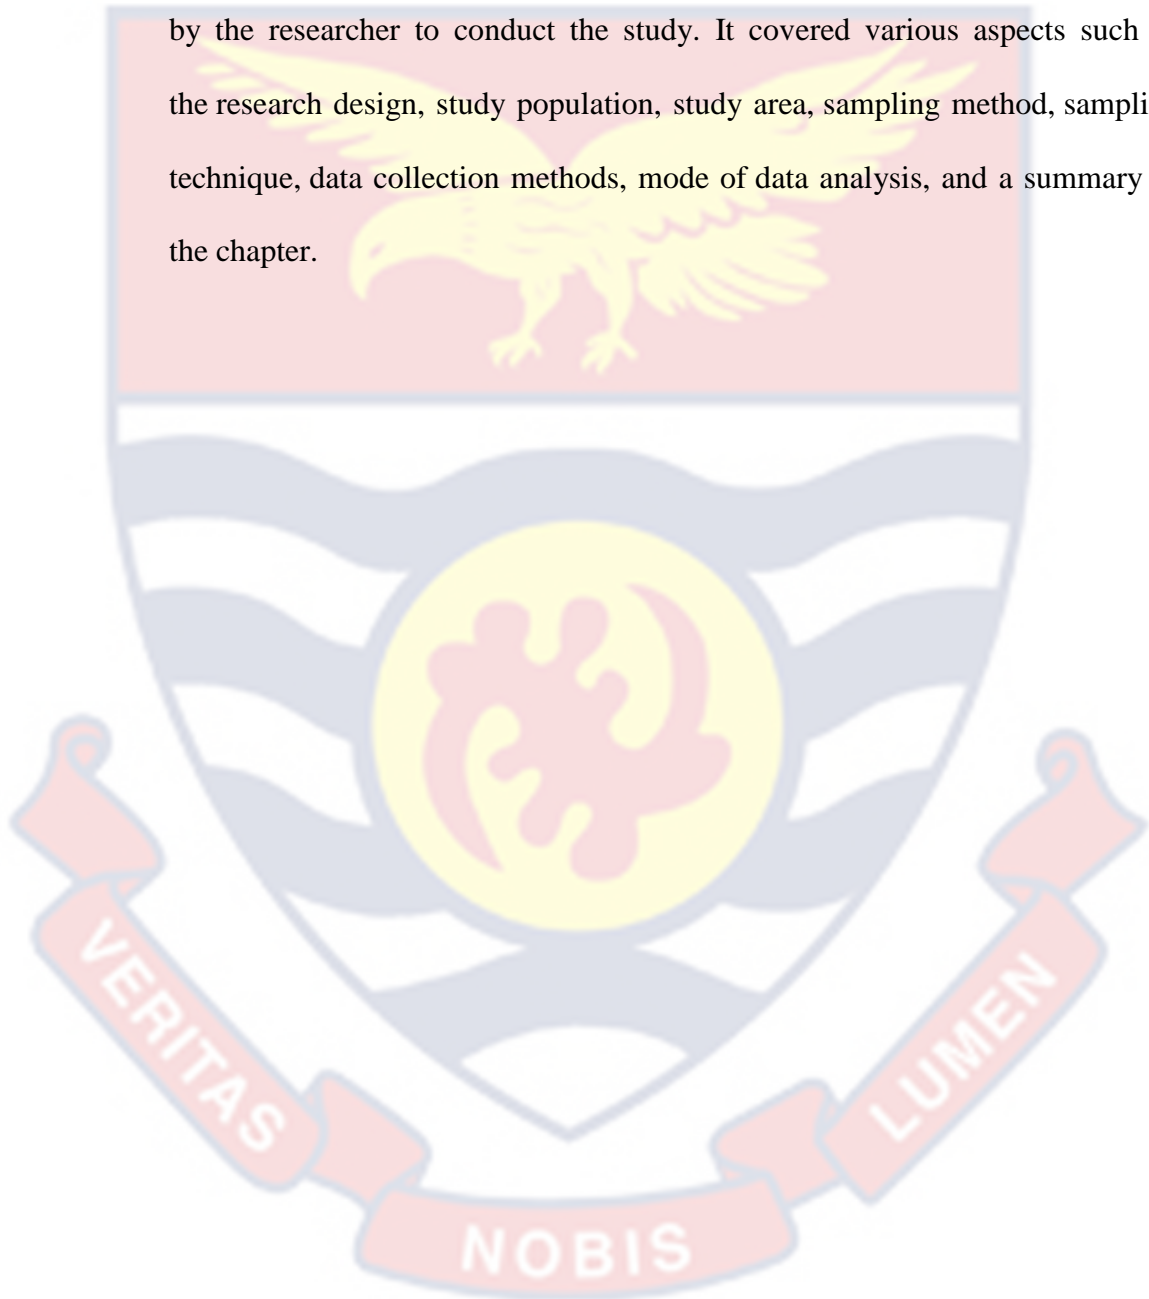 by the researcher to conduct the study. It covered various aspects such
the research design, study population, study area, sampling method, sampli
technique, data collection methods, mode of data analysis, and a summary
the chapter.
VERITAS
NOBIS
LUMEN